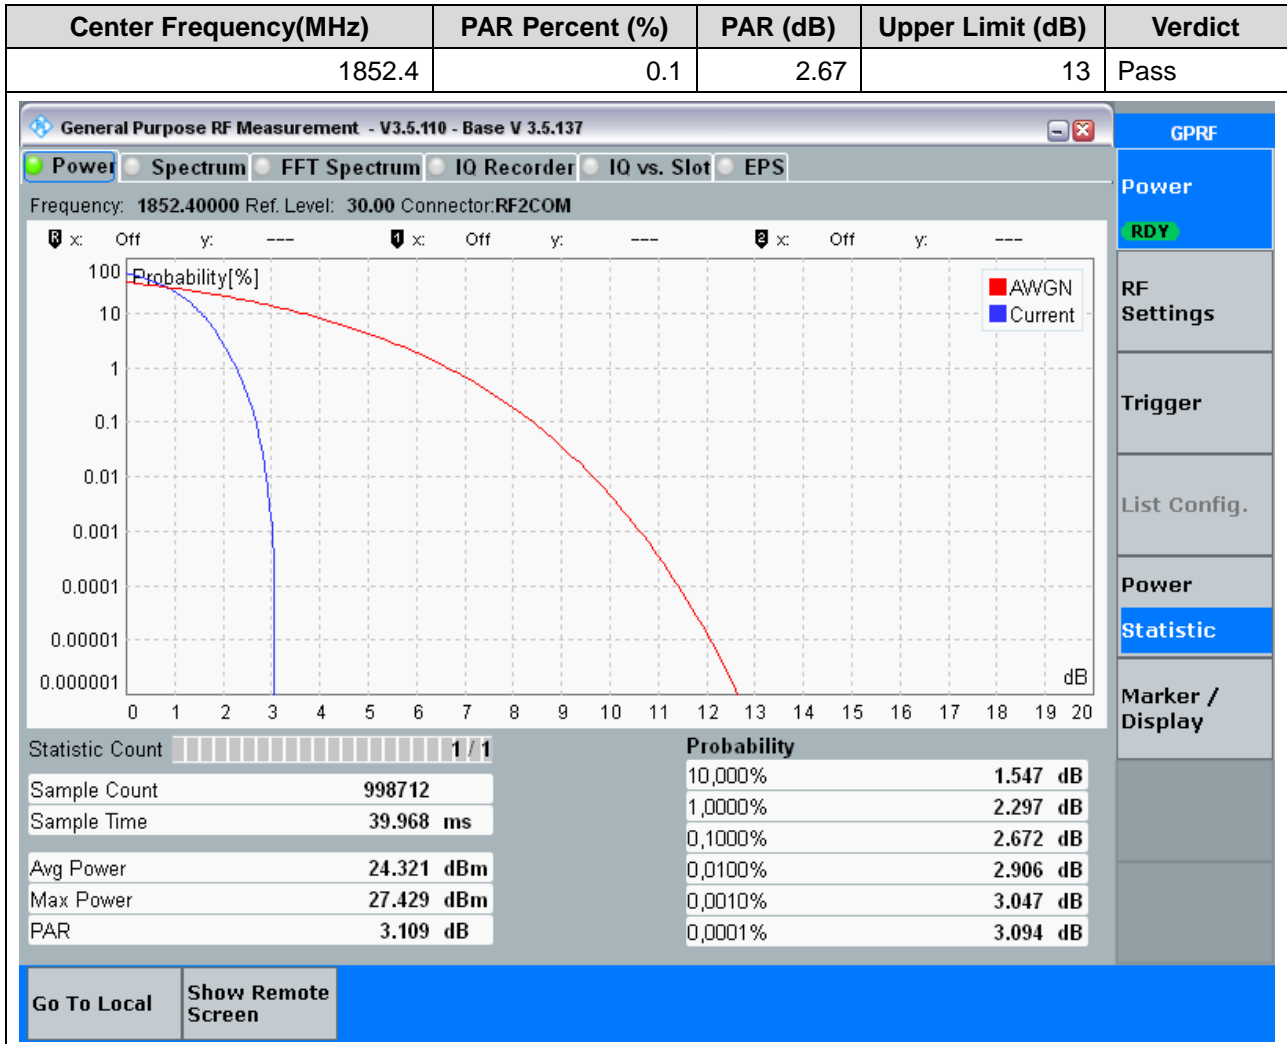 Center Frequency(MHz) PAR Percent (%) PAR (dB) Upper Limit (dB) Verdict
1852.4 0.1 2.67 13 Pass
General Purpose RF Measurement - V3.5.110 - Base V 3.5.137
GPRF
Power Spectrum FFT Spectrum IQ Recorder IQ vs. Slot EPS
Frequency: 1852.40000 Ref. Level: 30.00 Connector:RF2COM
R x: Off y: --- 1 x: Off y: --- 2 x: Off y: ---
Probability[%]
AWGN
Current
100
10
1
0.1
0.01
0.001
0.0001
0.00001
0.000001
dB
0 1 2 3 4 5 6 7 8 9 10 11 12 13 14 15 16 17 18 19 20
Power
RDY
RF
Settings
Trigger
List Config.
Power
Statistic
Marker /
Display
Statistic Count 1 / 1
Sample Count 998712
Sample Time 39.968 ms
Avg Power 24.321 dBm
Max Power 27.429 dBm
PAR 3.109 dB
Probability
10,000% 1.547 dB
1,0000% 2.297 dB
0,1000% 2.672 dB
0,0100% 2.906 dB
0,0010% 3.047 dB
0,0001% 3.094 dB
Go To Local
Show Remote
Screen